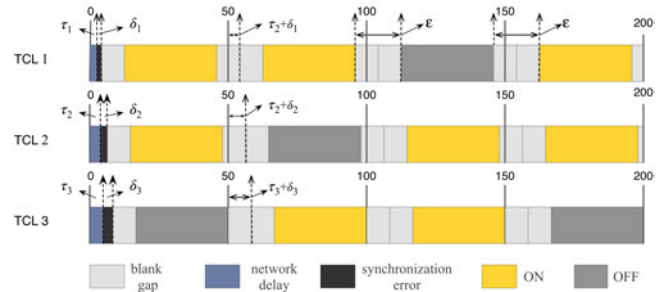 0 50 100 150 200
τ1 δ1 τ2+δ1 ε ε
TCL 1
0 50 100 150 200
τ2 δ2 τ2+δ2
TCL 2
0 50 100 150 200
τ3 δ3 τ3+δ3
TCL 3
blank gap
network delay
synchronization error
ON
OFF